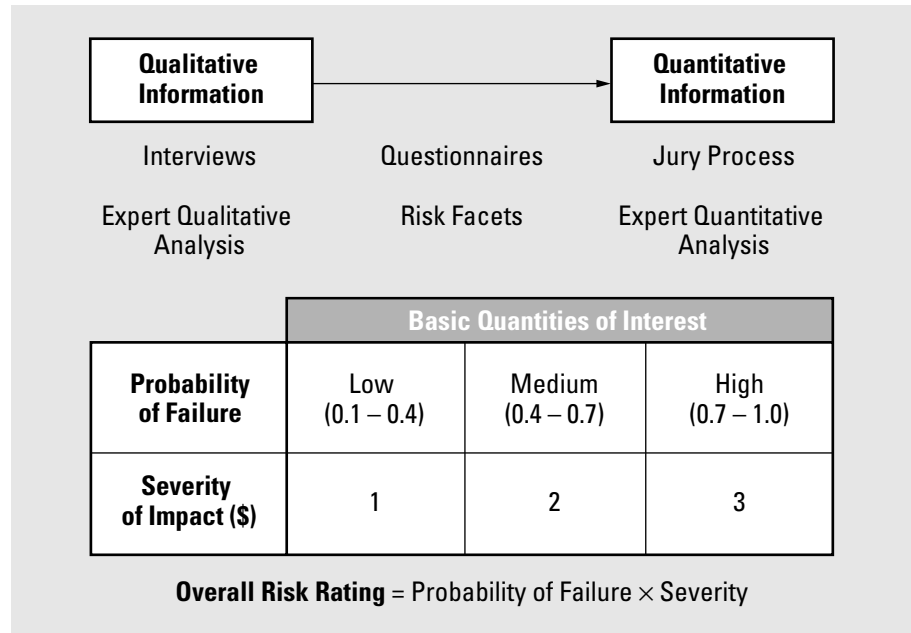 Qualitative
Information
Quantitative
Information
Interviews
Questionnaires
Jury Process
Expert Qualitative
Analysis
Risk Facets
Expert Quantitative
Analysis
Basic Quantities of Interest
Probability
of Failure
Low
(0.1 – 0.4)
Medium
(0.4 – 0.7)
High
(0.7 – 1.0)
Severity
of Impact ($)
1
2
3
Overall Risk Rating = Probability of Failure × Severity